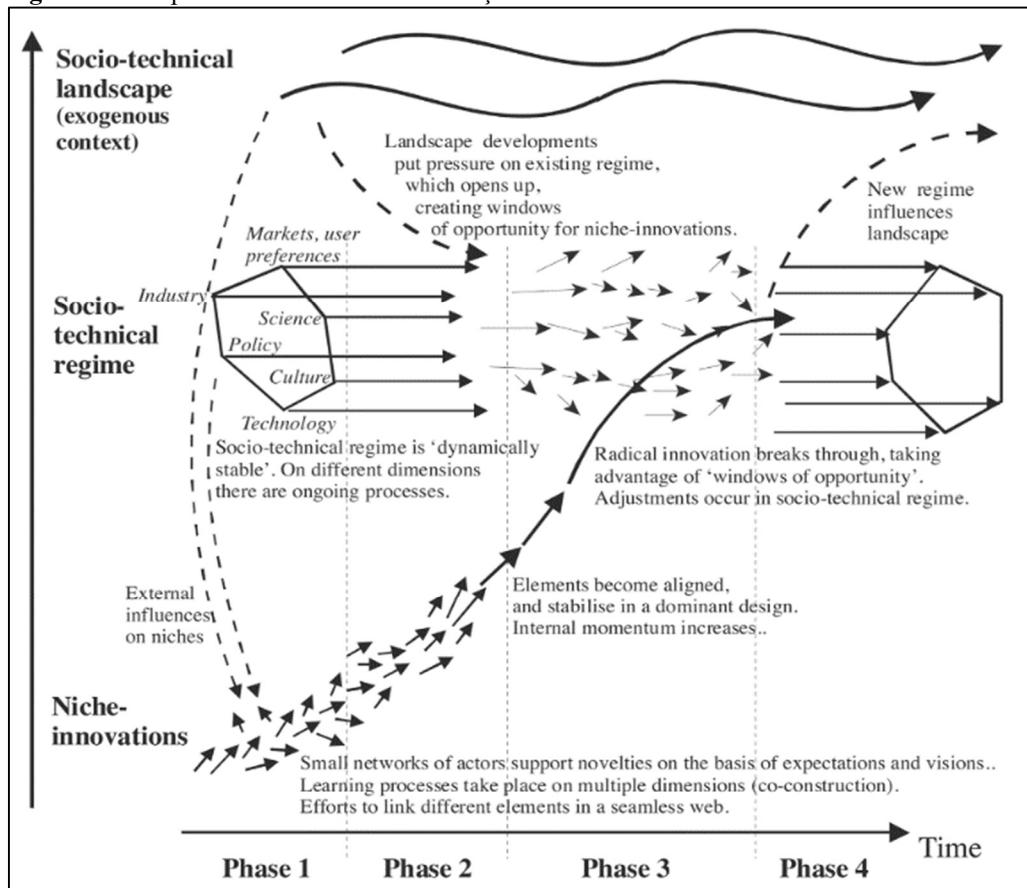 Socio-technical
landscape
(exogenous
context)
Landscape developments
put pressure on existing regime,
which opens up,
creating windows
of opportunity for niche-innovations.
New regime
influences
landscape
Markets, user
preferences
Industry
Science
Policy
Culture
Technology
Socio-
technical
regime
Socio-technical regime is ‘dynamically
stable’. On different dimensions
there are ongoing processes.
Radical innovation breaks through, taking
advantage of ‘windows of opportunity’.
Adjustments occur in socio-technical regime.
External
influences
on niches
Elements become aligned,
and stabilise in a dominant design.
Internal momentum increases..
Niche-
innovations
Small networks of actors support novelties on the basis of expectations and visions..
Learning processes take place on multiple dimensions (co-construction).
Efforts to link different elements in a seamless web.
Time
Phase 1 Phase 2 Phase 3 Phase 4